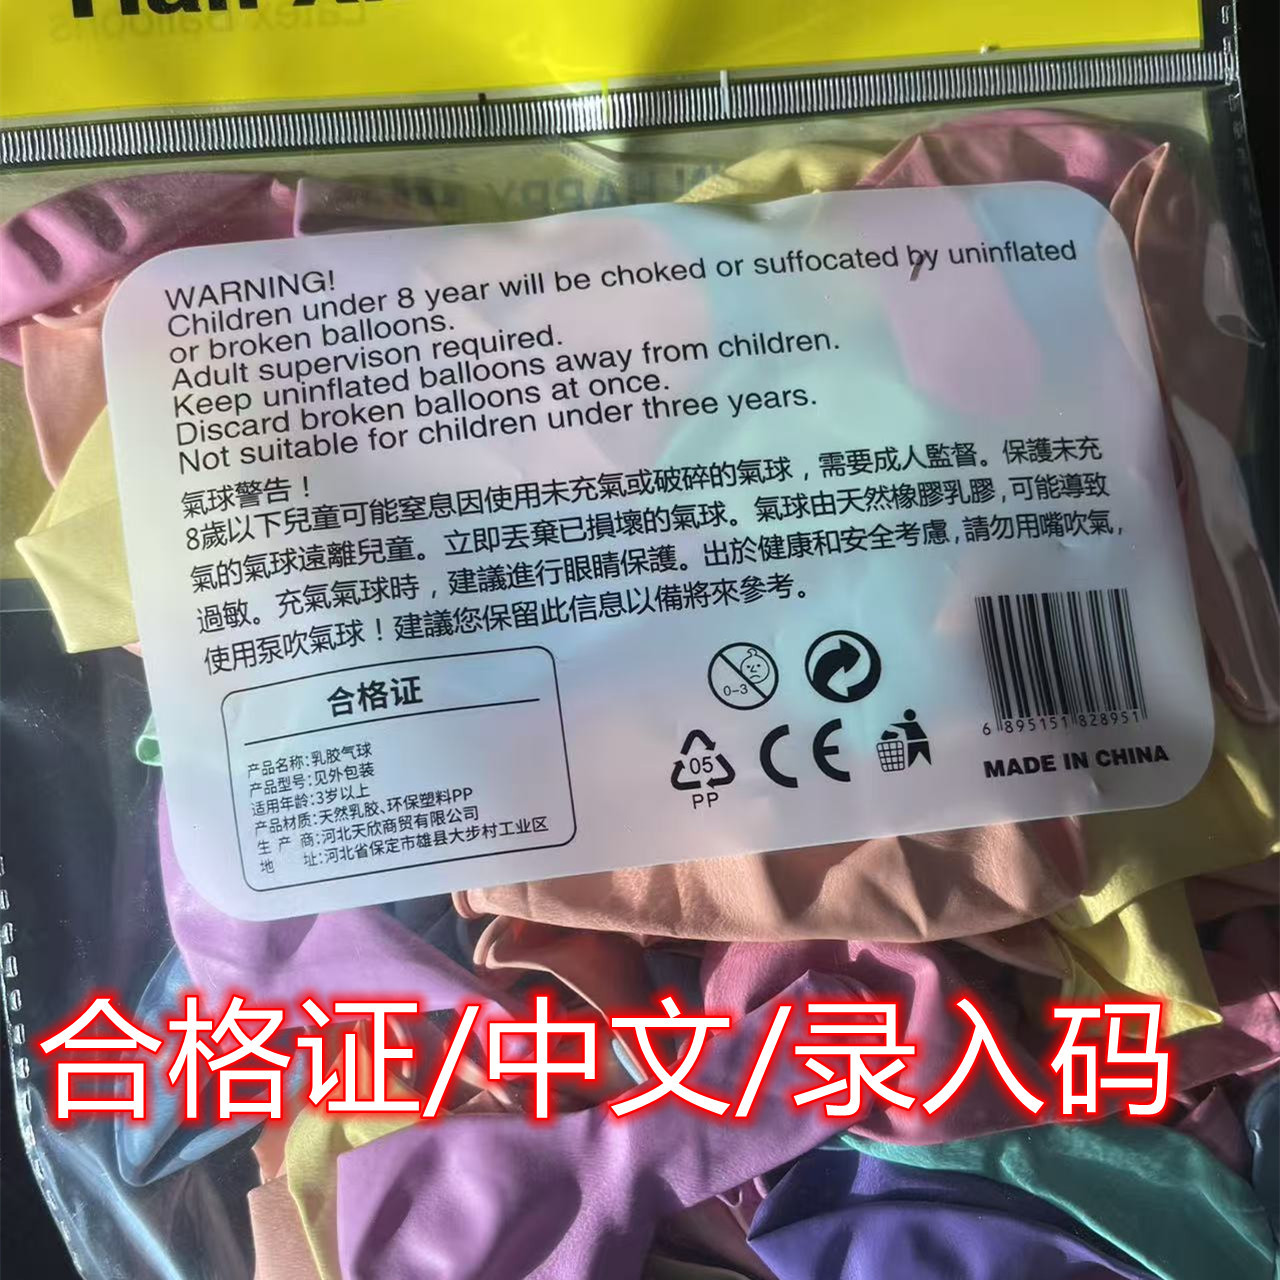 WARNING!
Children under 8 year will be choked or suffocated by uninflated
or broken balloons.
Adult supervison required.
Keep uninflated balloons away from children.
Discard broken balloons at once.
Not suitable for children under three years.
氣球警告！
8歲以下兒童可能窒息因使用未充氣或破碎的氣球，需要成人監督。保護未充
氣的氣球遠離兒童。立即丟棄已損壞的氣球。氣球由天然橡膠乳膠，可能導致
過敏。充氣氣球時，建議進行眼睛保護。出於健康和安全考慮，請勿用嘴吹氣，
使用泵吹氣球！建議您保留此信息以備將來參考。
合格证
产品名称:乳胶气球
产品型号:见外包装
适用年龄:3岁以上
产品材质:天然乳胶、环保塑料PP
生产商:河北天欣商贸有限公司
地址:河北省保定市雄县大步村工业区
0-3
05
PP
CE
6 895151 828951
MADE IN CHINA
合格证/中文/录入码